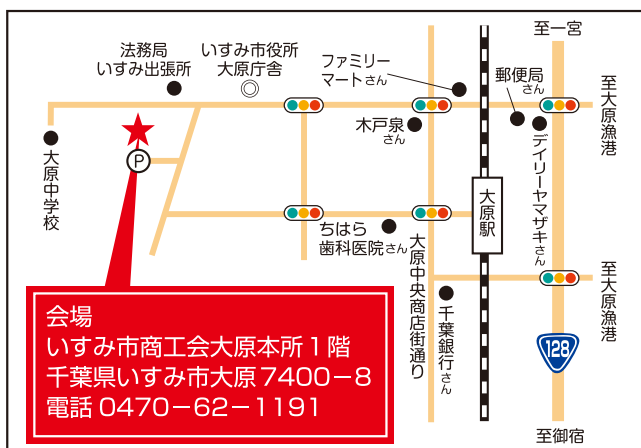 至一宮
法務局
いすみ出張所
いすみ市役所
大原庁舎
ファミリー
マートさん
郵便局
さん
至大原漁港
木戸泉
さん
デイリーヤマザキさん
大原中学校
P
大原駅
ちはら
歯科医院さん
大原中央商店街通り
千葉銀行さん
至大原漁港
128
至御宿
会場
いすみ市商工会大原本所1階
千葉県いすみ市大原7400−8
電話 0470−62−1191